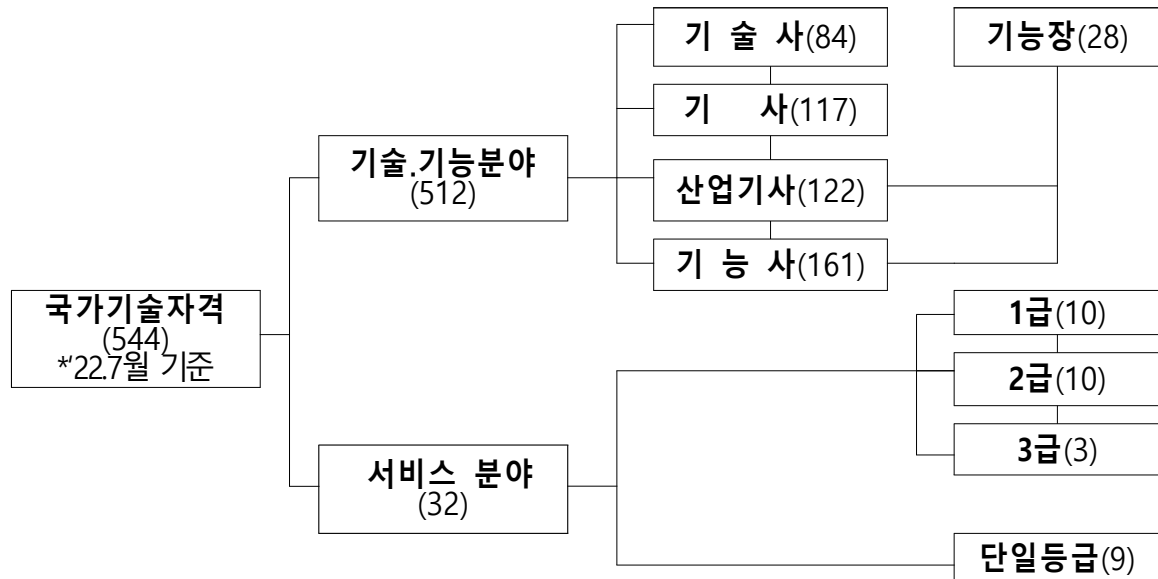 기 술 사(84)
기능장(28)
기 사(117)
기술.기능분야
(512)
산업기사(122)
기 능 사(161)
국가기술자격
(544)
*'22.7월 기준
1급(10)
2급(10)
3급(3)
서비스 분야
(32)
단일등급(9)